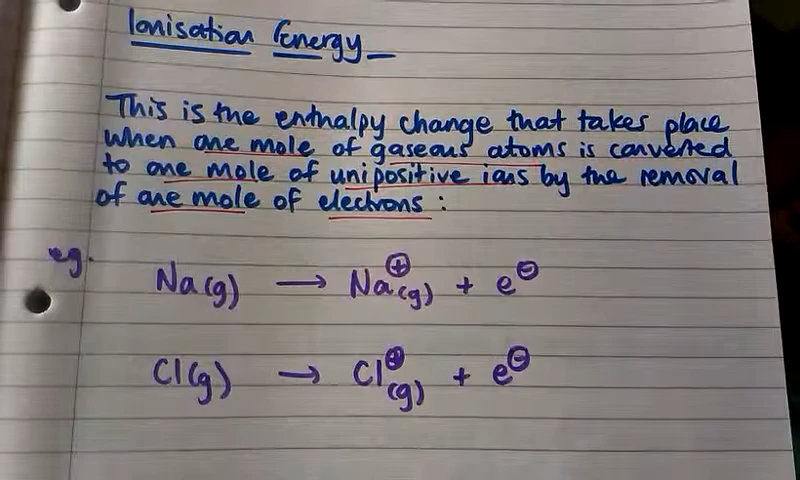 Ionisation Energy
This is the enthalpy change that takes place
when one mole of gaseous atoms is converted
to one mole of unipositive ions by the removal
of one mole of electrons :
eg.
Na(g) → Na⊕(g) + e⊖
Cl(g) → Cl⊕(g) + e⊖